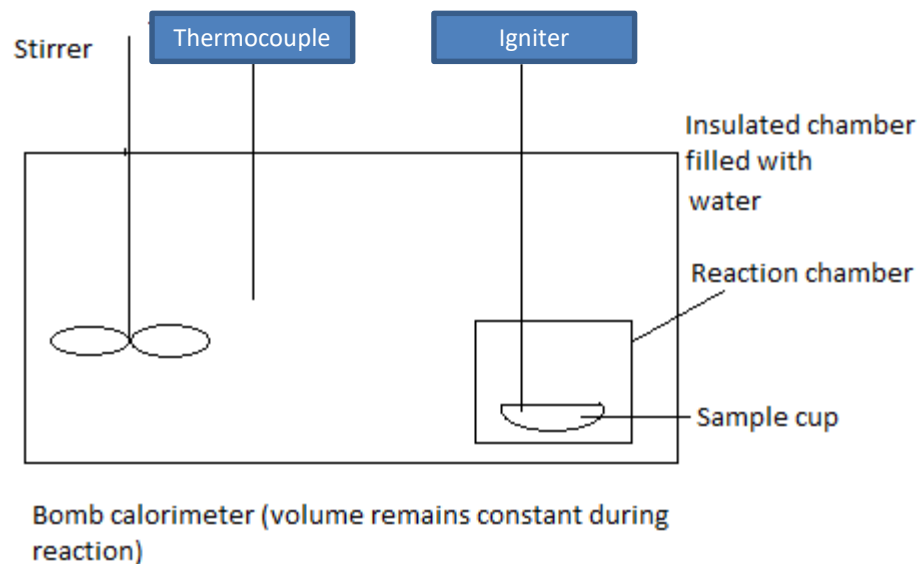 Stirrer
Thermocouple
Igniter
Insulated chamber
filled with
water
Reaction chamber
Sample cup
Bomb calorimeter (volume remains constant during
reaction)